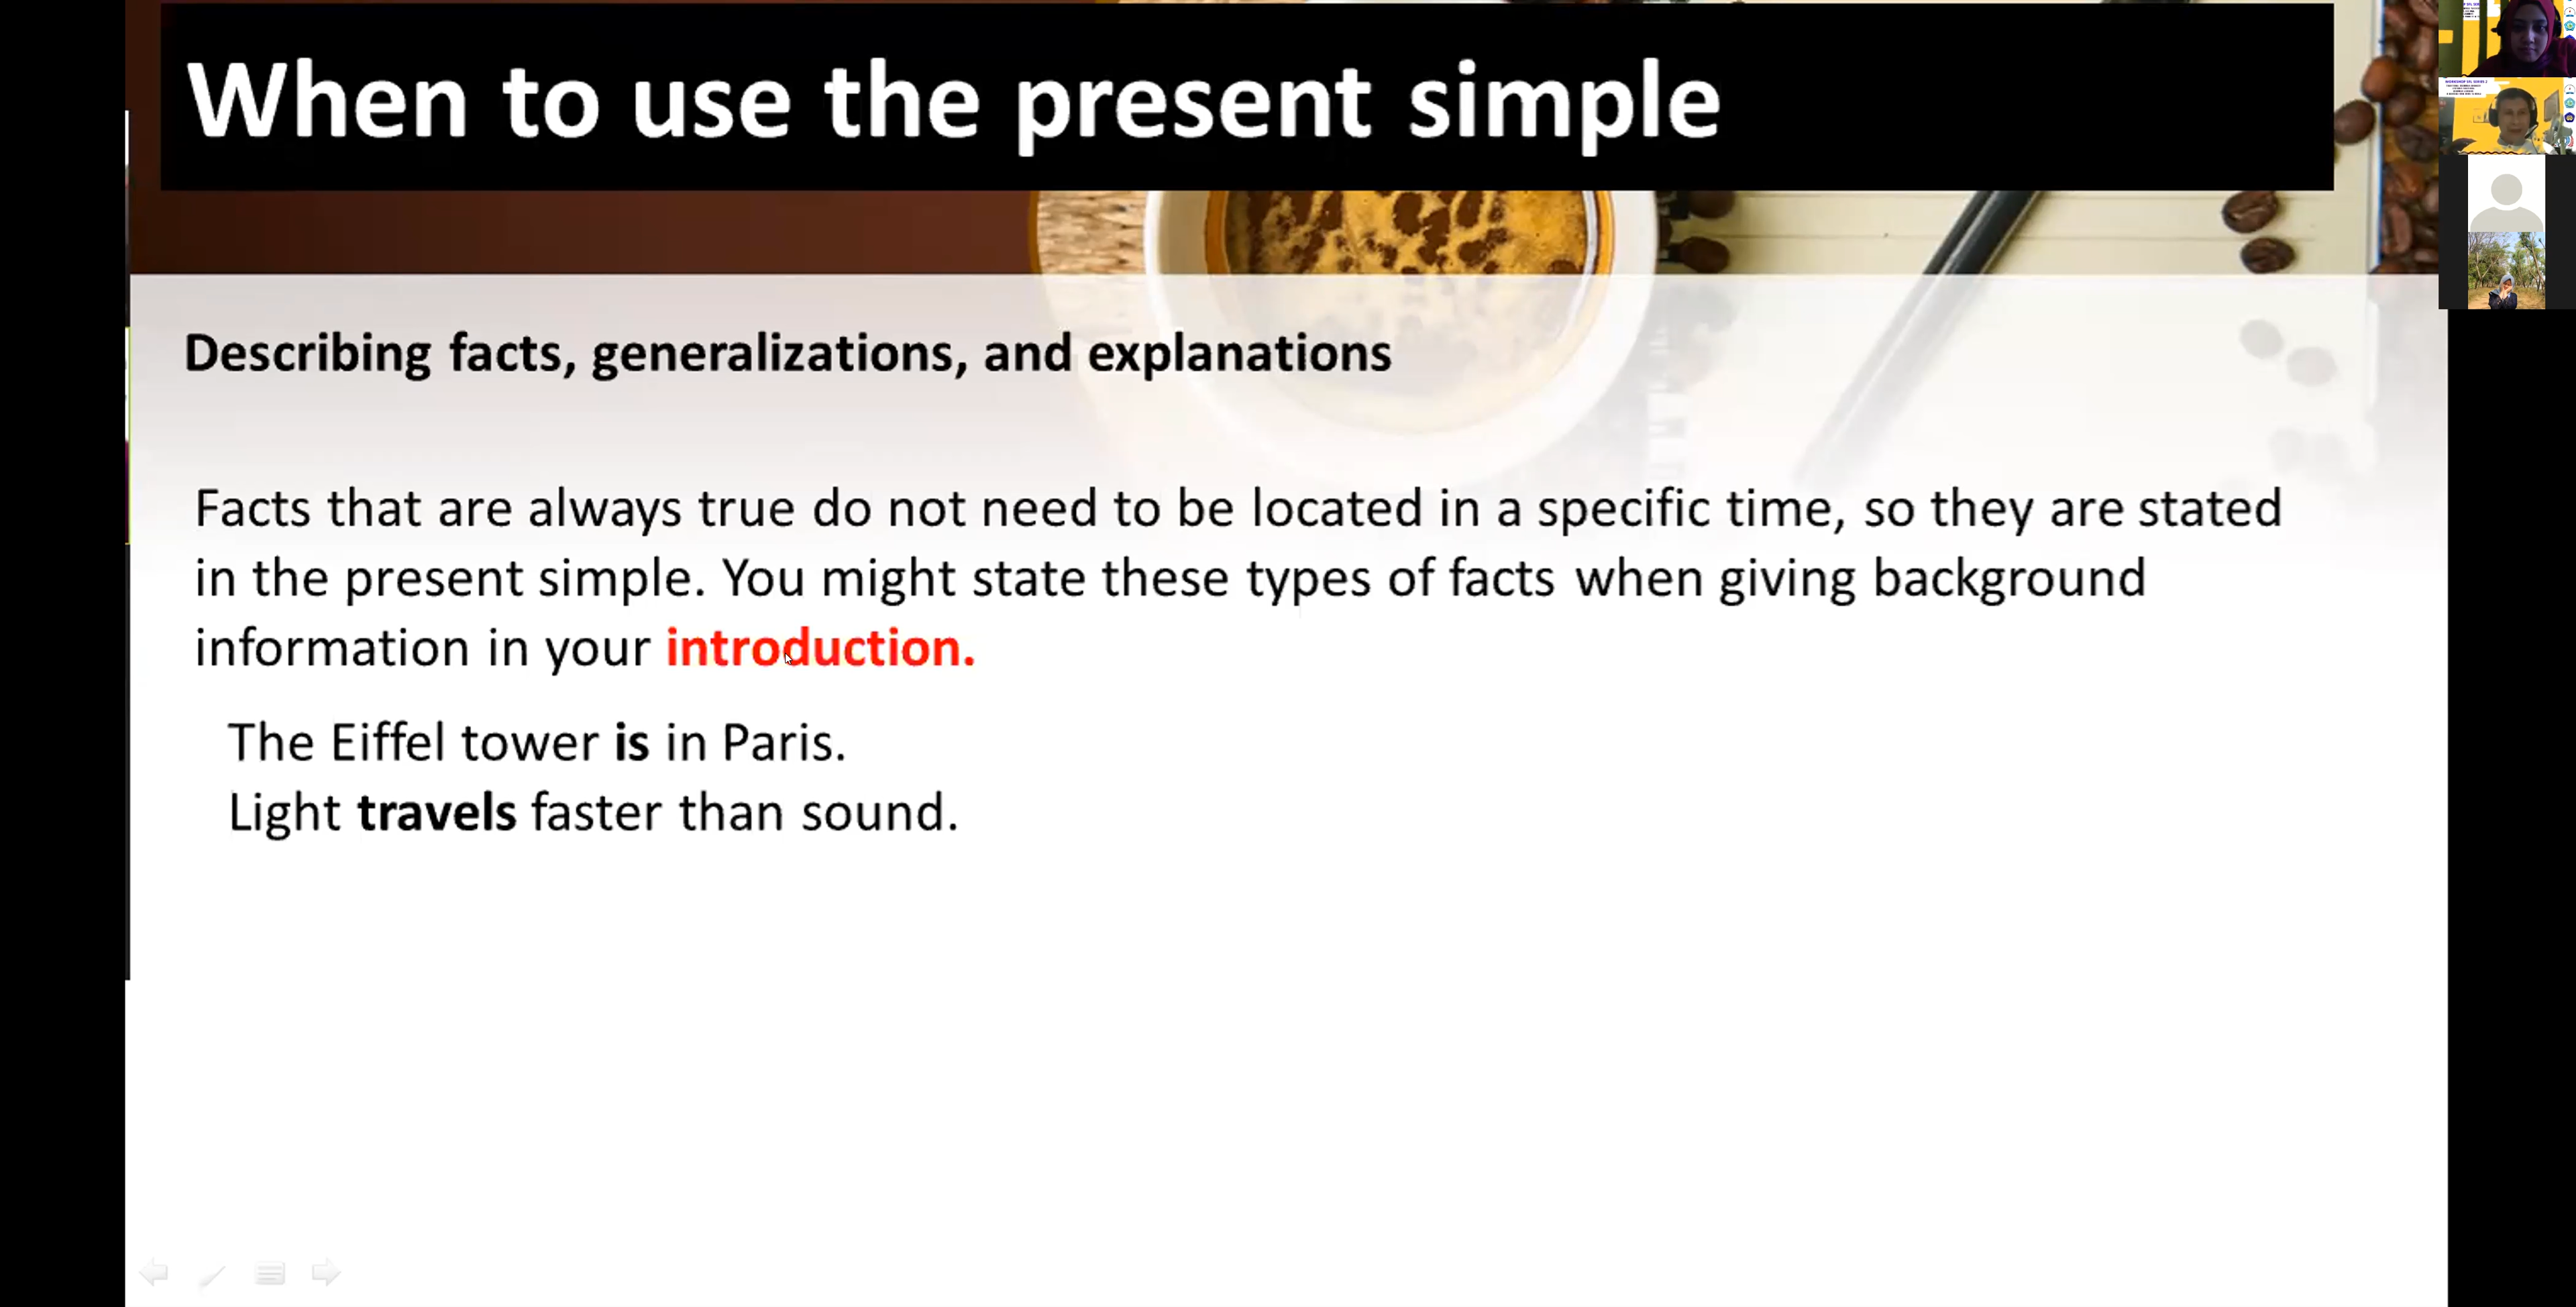 When to use the present simple
Describing facts, generalizations, and explanations
Facts that are always true do not need to be located in a specific time, so they are stated
in the present simple. You might state these types of facts when giving background
information in your introduction.
The Eiffel tower is in Paris.
Light travels faster than sound.